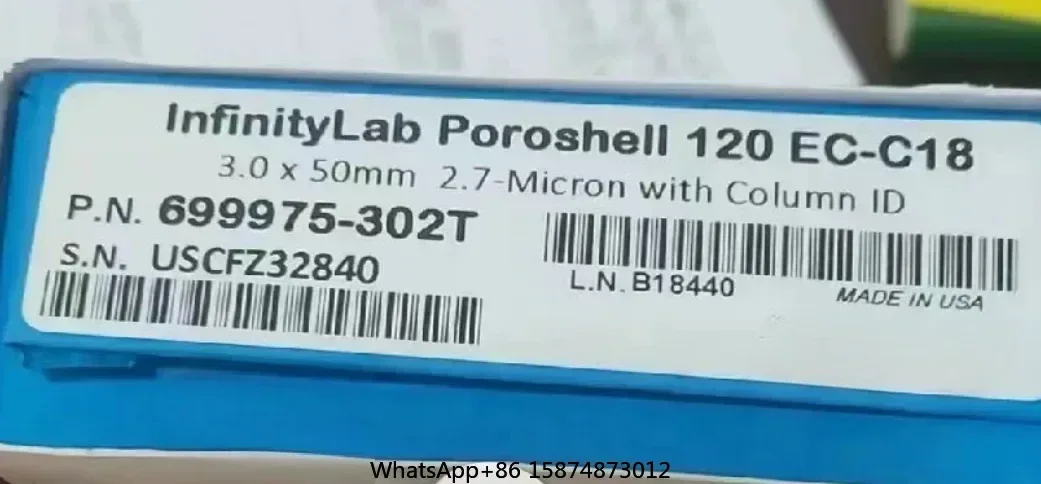 InfinityLab Poroshell 120 EC-C18
3.0 x 50mm 2.7-Micron with Column ID
P.N. 699975-302T
S.N. USCFZ32840
L.N. B18440
MADE IN USA
WhatsApp+86 15874873012